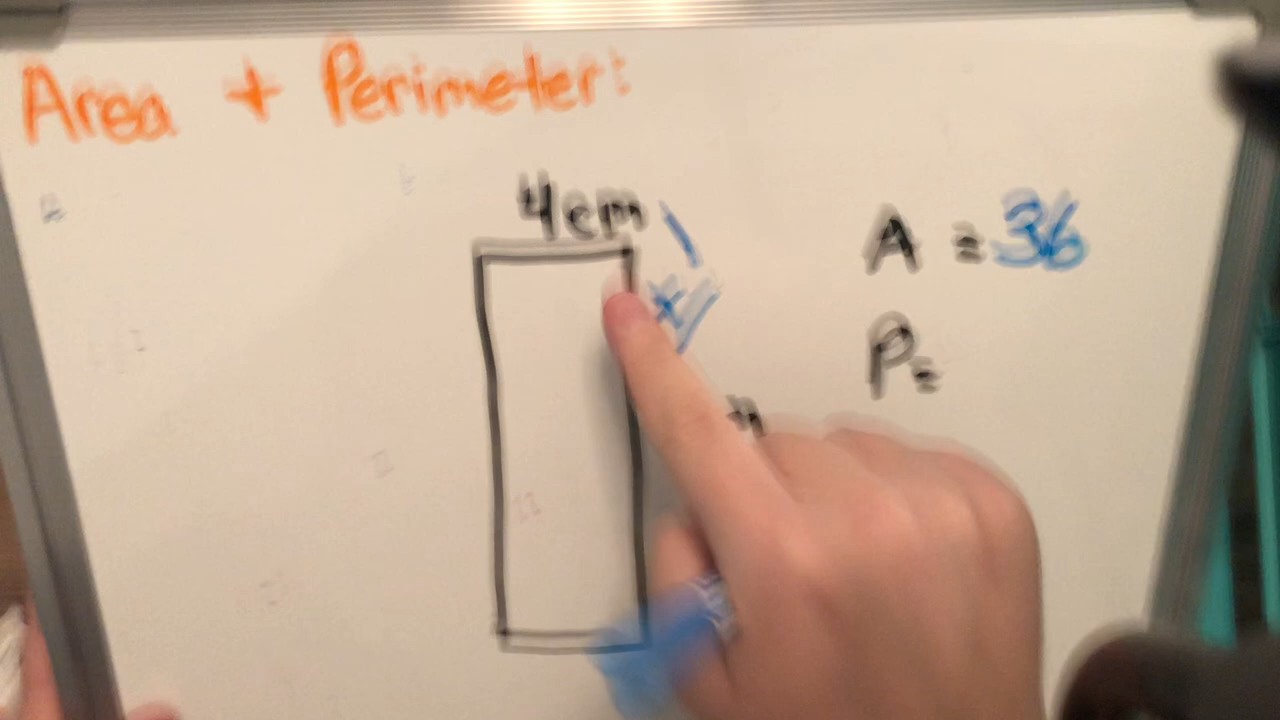 Area + Perimeter:
4cm
x
A = 36
P=